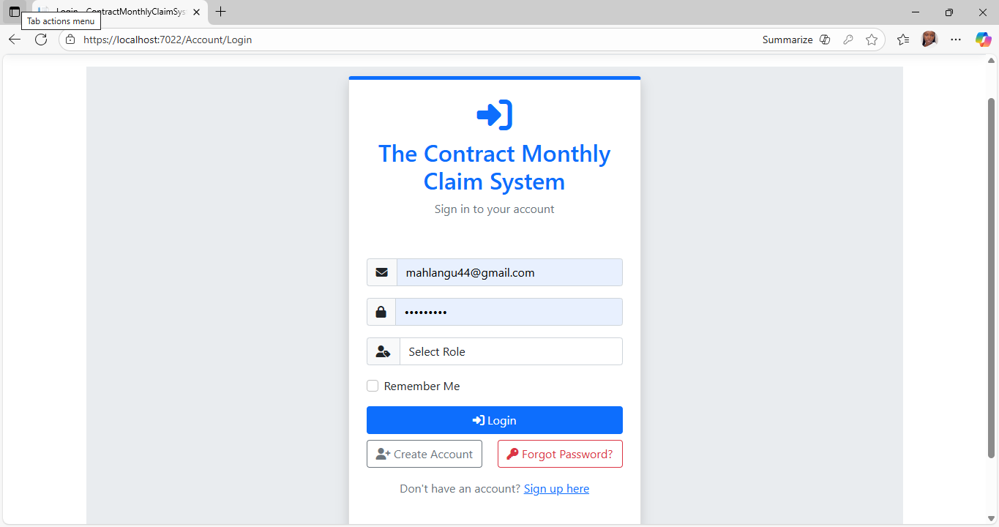 Login - ContractMonthlyClaimSys
Tab actions menu
https://localhost:7022/Account/Login
Summarize
The Contract Monthly
Claim System
Sign in to your account
mahlangu44@gmail.com
•••••••••
Select Role
Remember Me
Login
Create Account
Forgot Password?
Don't have an account? Sign up here